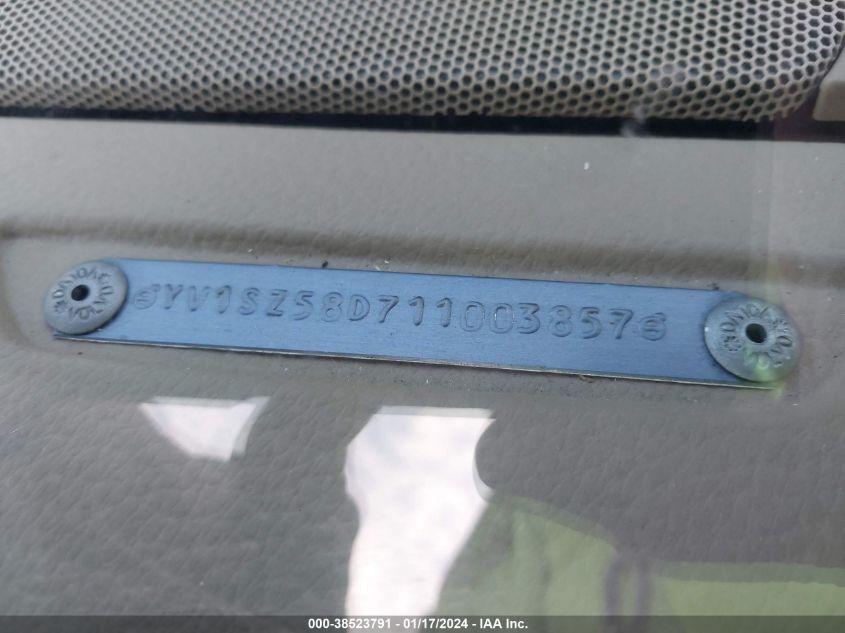 YV1SZ58D711003857
000-38523791 - 01/17/2024 - IAA Inc.